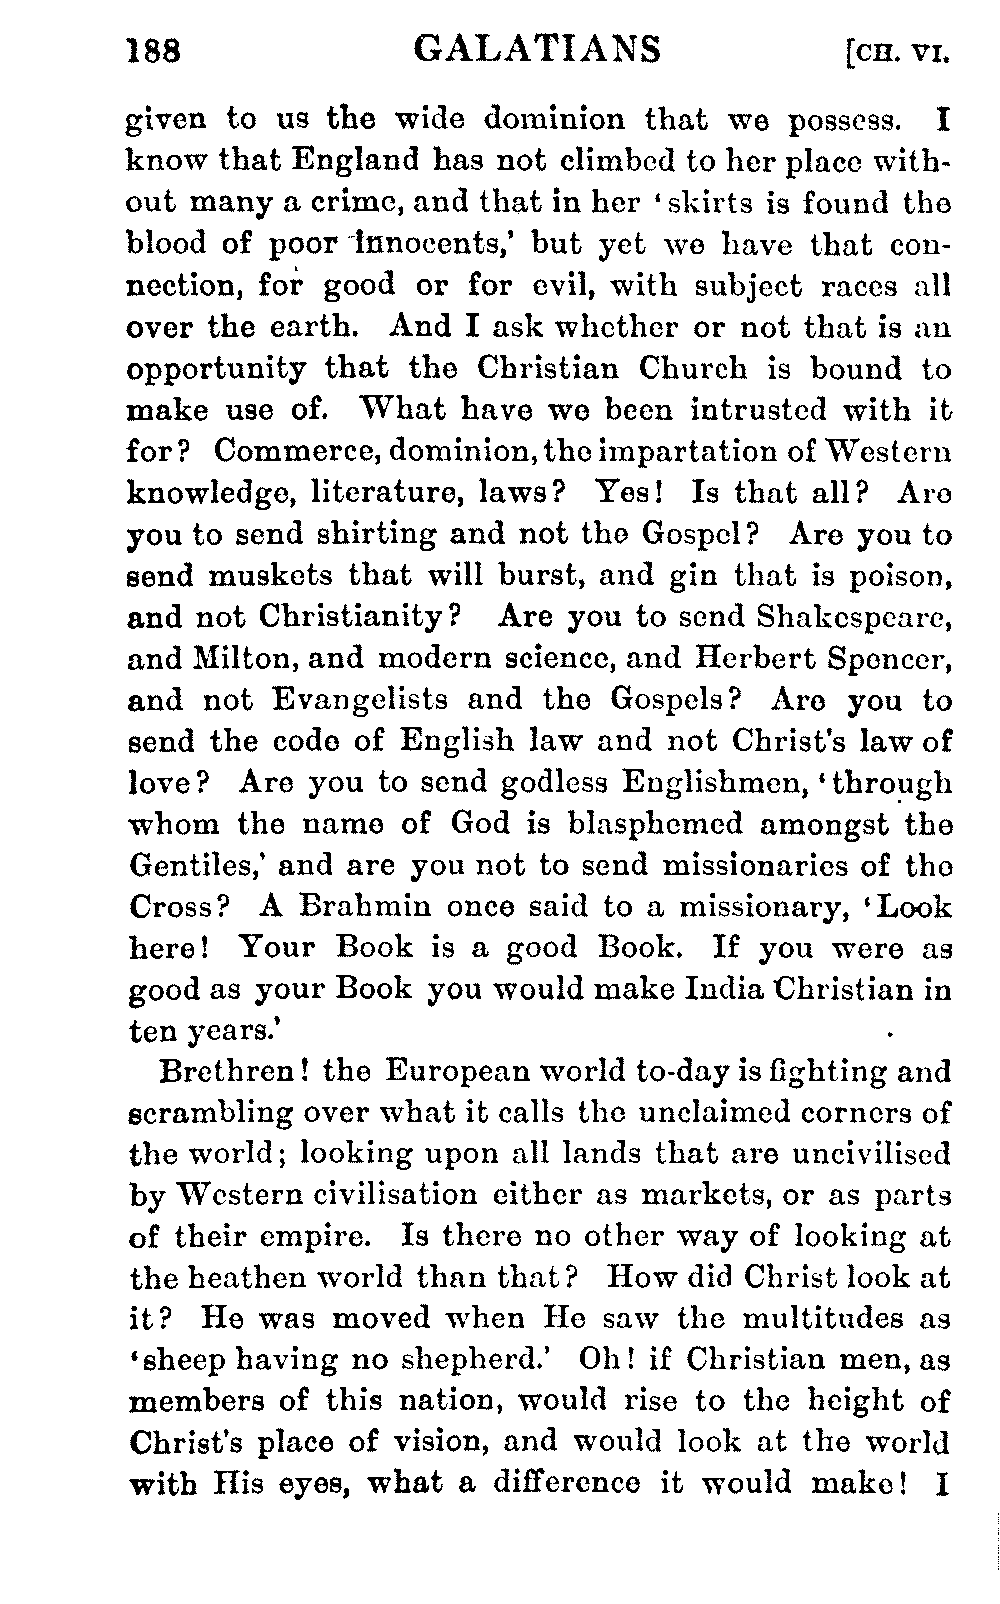 188 GALATIANS [CH. VI.
given to us the wide dominion that we possess. I
know that England has not climbed to her place with-
out many a crime, and that in her ‘skirts is found the
blood of poor innocents,’ but yet we have that con-
nection, for good or for evil, with subject races all
over the earth. And I ask whether or not that is an
opportunity that the Christian Church is bound to
make use of. What have we been intrusted with it
for? Commerce, dominion, the impartation of Western
knowledge, literature, laws? Yes! Is that all? Are
you to send shirting and not the Gospel? Are you to
send muskets that will burst, and gin that is poison,
and not Christianity? Are you to send Shakespeare,
and Milton, and modern science, and Herbert Spencer,
and not Evangelists and the Gospels? Are you to
send the code of English law and not Christ's law of
love? Are you to send godless Englishmen, ‘through
whom the name of God is blasphemed amongst the
Gentiles,’ and are you not to send missionaries of the
Cross? A Brahmin once said to a missionary, ‘Look
here! Your Book is a good Book. If you were as
good as your Book you would make India Christian in
ten years.’
Brethren! the European world to-day is fighting and
scrambling over what it calls the unclaimed corners of
the world; looking upon all lands that are uncivilised
by Western civilisation either as markets, or as parts
of their empire. Is there no other way of looking at
the heathen world than that? How did Christ look at
it? He was moved when He saw the multitudes as
‘sheep having no shepherd.’ Oh! if Christian men, as
members of this nation, would rise to the height of
Christ's place of vision, and would look at the world
with His eyes, what a difference it would make! I